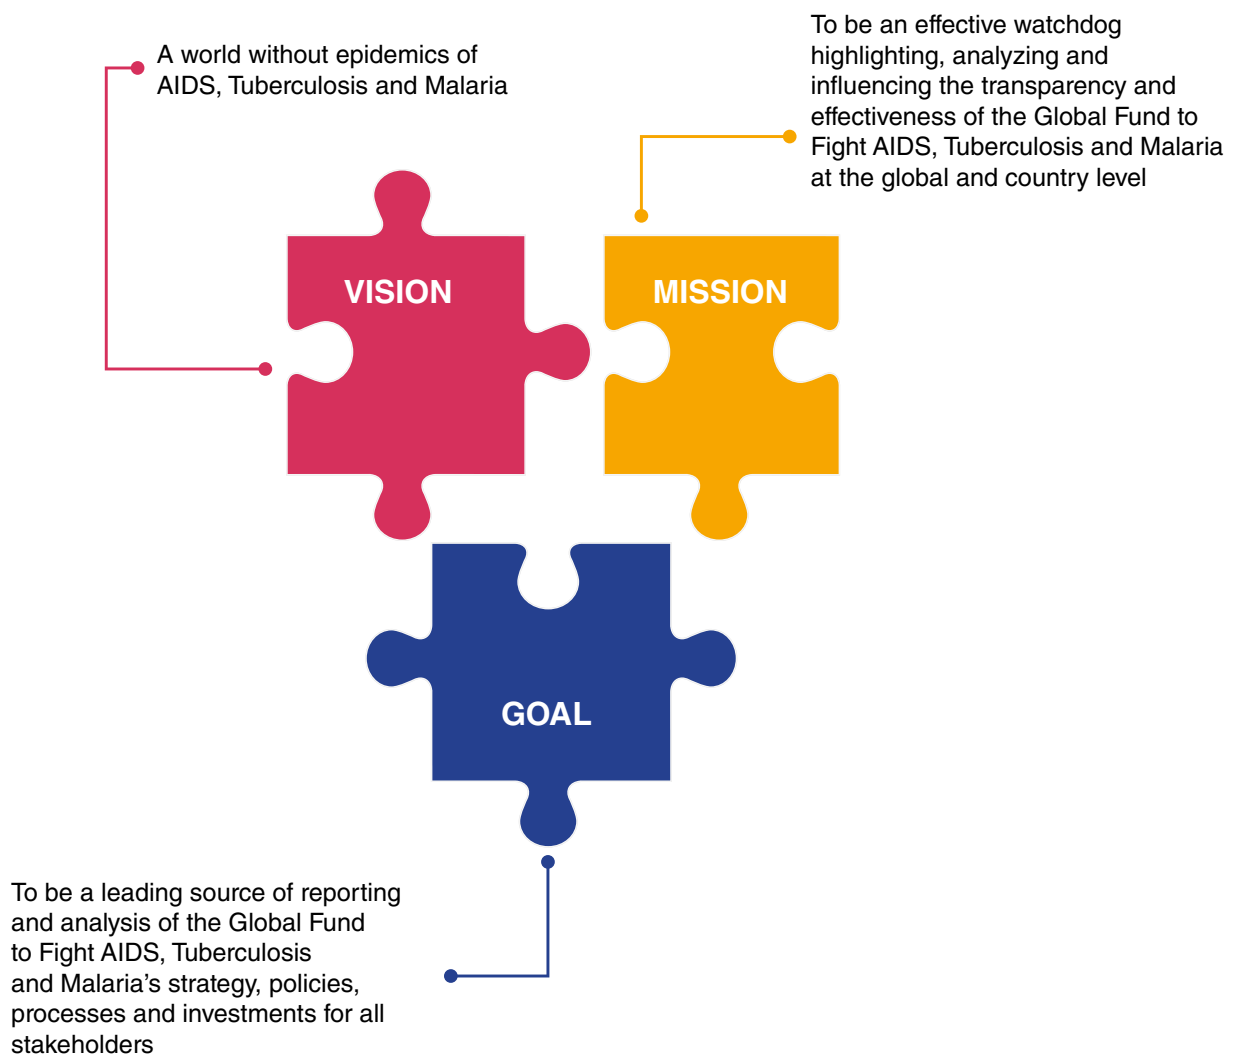 A world without epidemics of
AIDS, Tuberculosis and Malaria
To be an effective watchdog
highlighting, analyzing and
influencing the transparency and
effectiveness of the Global Fund to
Fight AIDS, Tuberculosis and Malaria
at the global and country level
VISION
MISSION
GOAL
To be a leading source of reporting
and analysis of the Global Fund
to Fight AIDS, Tuberculosis
and Malaria’s strategy, policies,
processes and investments for all
stakeholders